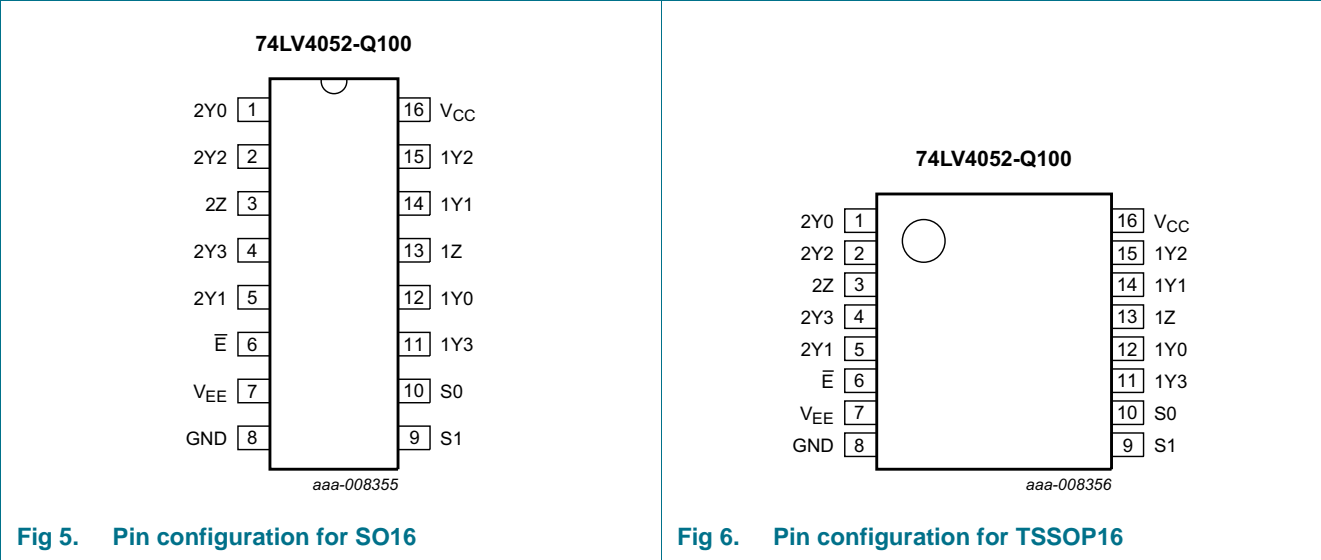 74LV4052-Q100
2Y0 1 16 VCC
2Y2 2 15 1Y2
2Z 3 14 1Y1
2Y3 4 13 1Z
2Y1 5 12 1Y0
E̅ 6 11 1Y3
VEE 7 10 S0
GND 8 9 S1
aaa-008355
Fig 5. Pin configuration for SO16
74LV4052-Q100
2Y0 1 16 VCC
2Y2 2 15 1Y2
2Z 3 14 1Y1
2Y3 4 13 1Z
2Y1 5 12 1Y0
E̅ 6 11 1Y3
VEE 7 10 S0
GND 8 9 S1
aaa-008356
Fig 6. Pin configuration for TSSOP16